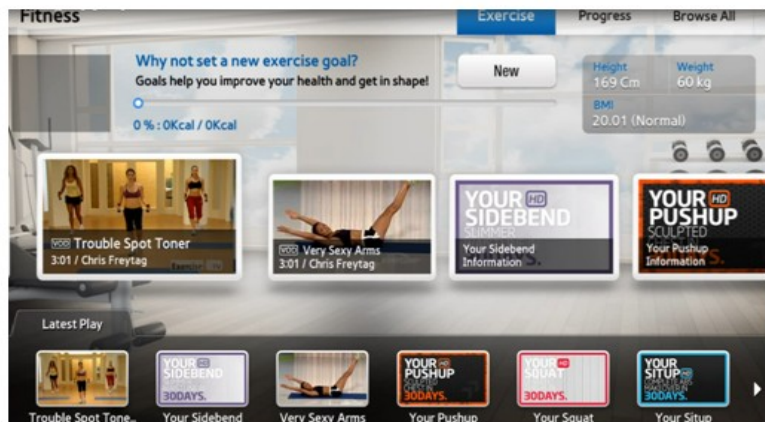 Fitness
Exercise
Progress
Browse All
Why not set a new exercise goal?
Goals help you improve your health and get in shape!
New
0 % : 0Kcal / 0Kcal
Height
169 Cm
Weight
60 kg
BMI
20.01 (Normal)
VOD Trouble Spot Toner
3:01 / Chris Freytag
VOD Very Sexy Arms
3:01 / Chris Freytag
YOUR HD
SIDEBEND
SLIMMER
Your Sidebend
Information
YOUR HD
PUSHUP
SCULPTED
Your Pushup
Information
Latest Play
YOUR HD
SIDEBEND
30DAYS.
YOUR HD
PUSHUP
SCULPTED
30DAYS.
YOUR HD
SQUAT
30DAYS.
YOUR HD
SITUP
30DAYS.
Trouble Spot Tone..
Your Sidebend
Very Sexy Arms
Your Pushup
Your Squat
Your Situp